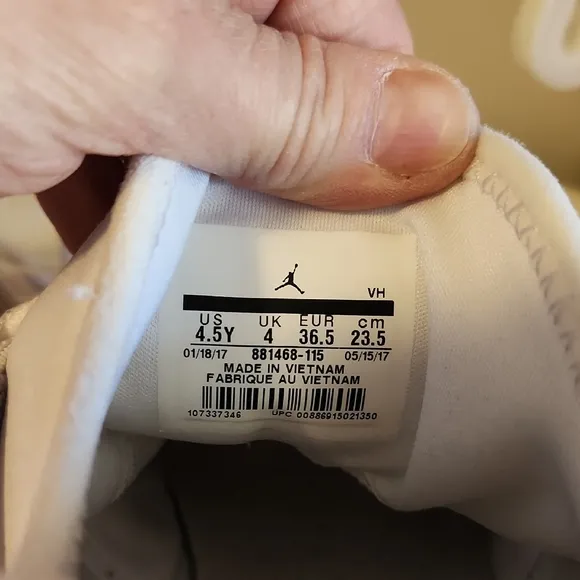 VH
US UK EUR cm
4.5Y 4 36.5 23.5
01/18/17 881468-115 05/15/17
MADE IN VIETNAM
FABRIQUE AU VIETNAM
107337346 UPC 00886915021350